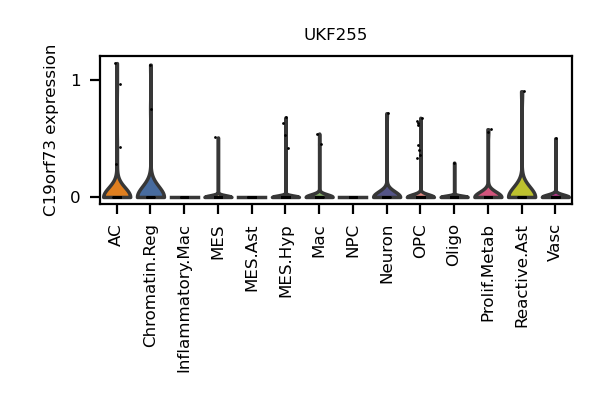 UKF255
C19orf73 expression
1
0
AC
Chromatin.Reg
Inflammatory.Mac
MES
MES.Ast
MES.Hyp
Mac
NPC
Neuron
OPC
Oligo
Prolif.Metab
Reactive.Ast
Vasc